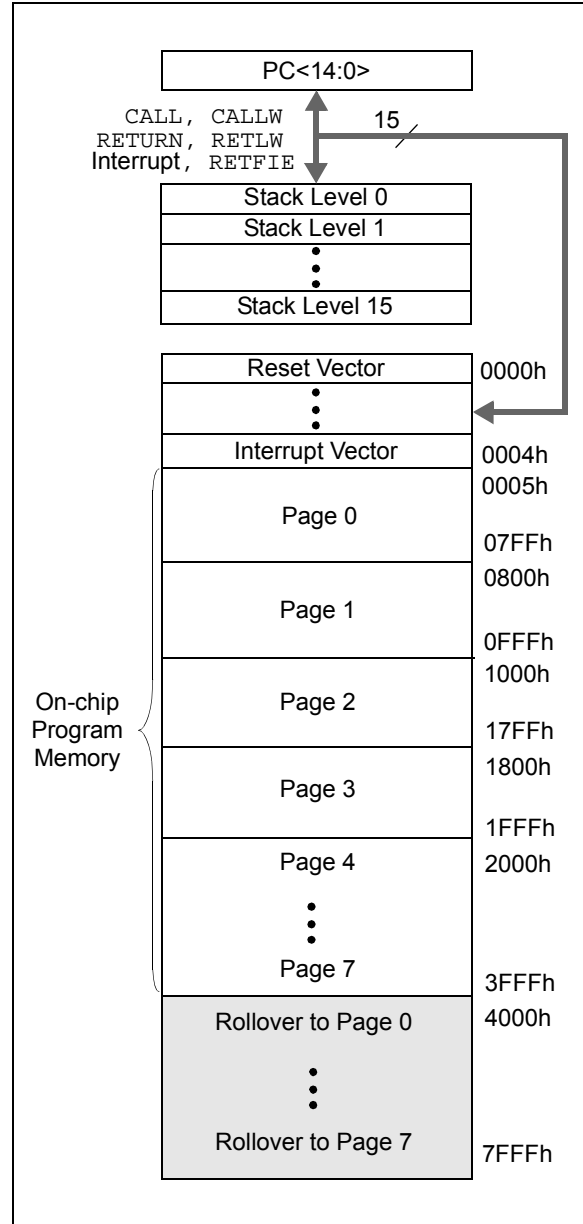 PC<14:0>
CALL, CALLW
RETURN, RETLW
Interrupt, RETFIE
15
Stack Level 0
Stack Level 1
Stack Level 15
Reset Vector
0000h
Interrupt Vector
0004h
0005h
Page 0
07FFh
0800h
Page 1
0FFFh
1000h
On-chip
Program
Memory
Page 2
17FFh
1800h
Page 3
1FFFh
Page 4
2000h
Page 7
3FFFh
Rollover to Page 0
4000h
Rollover to Page 7
7FFFh